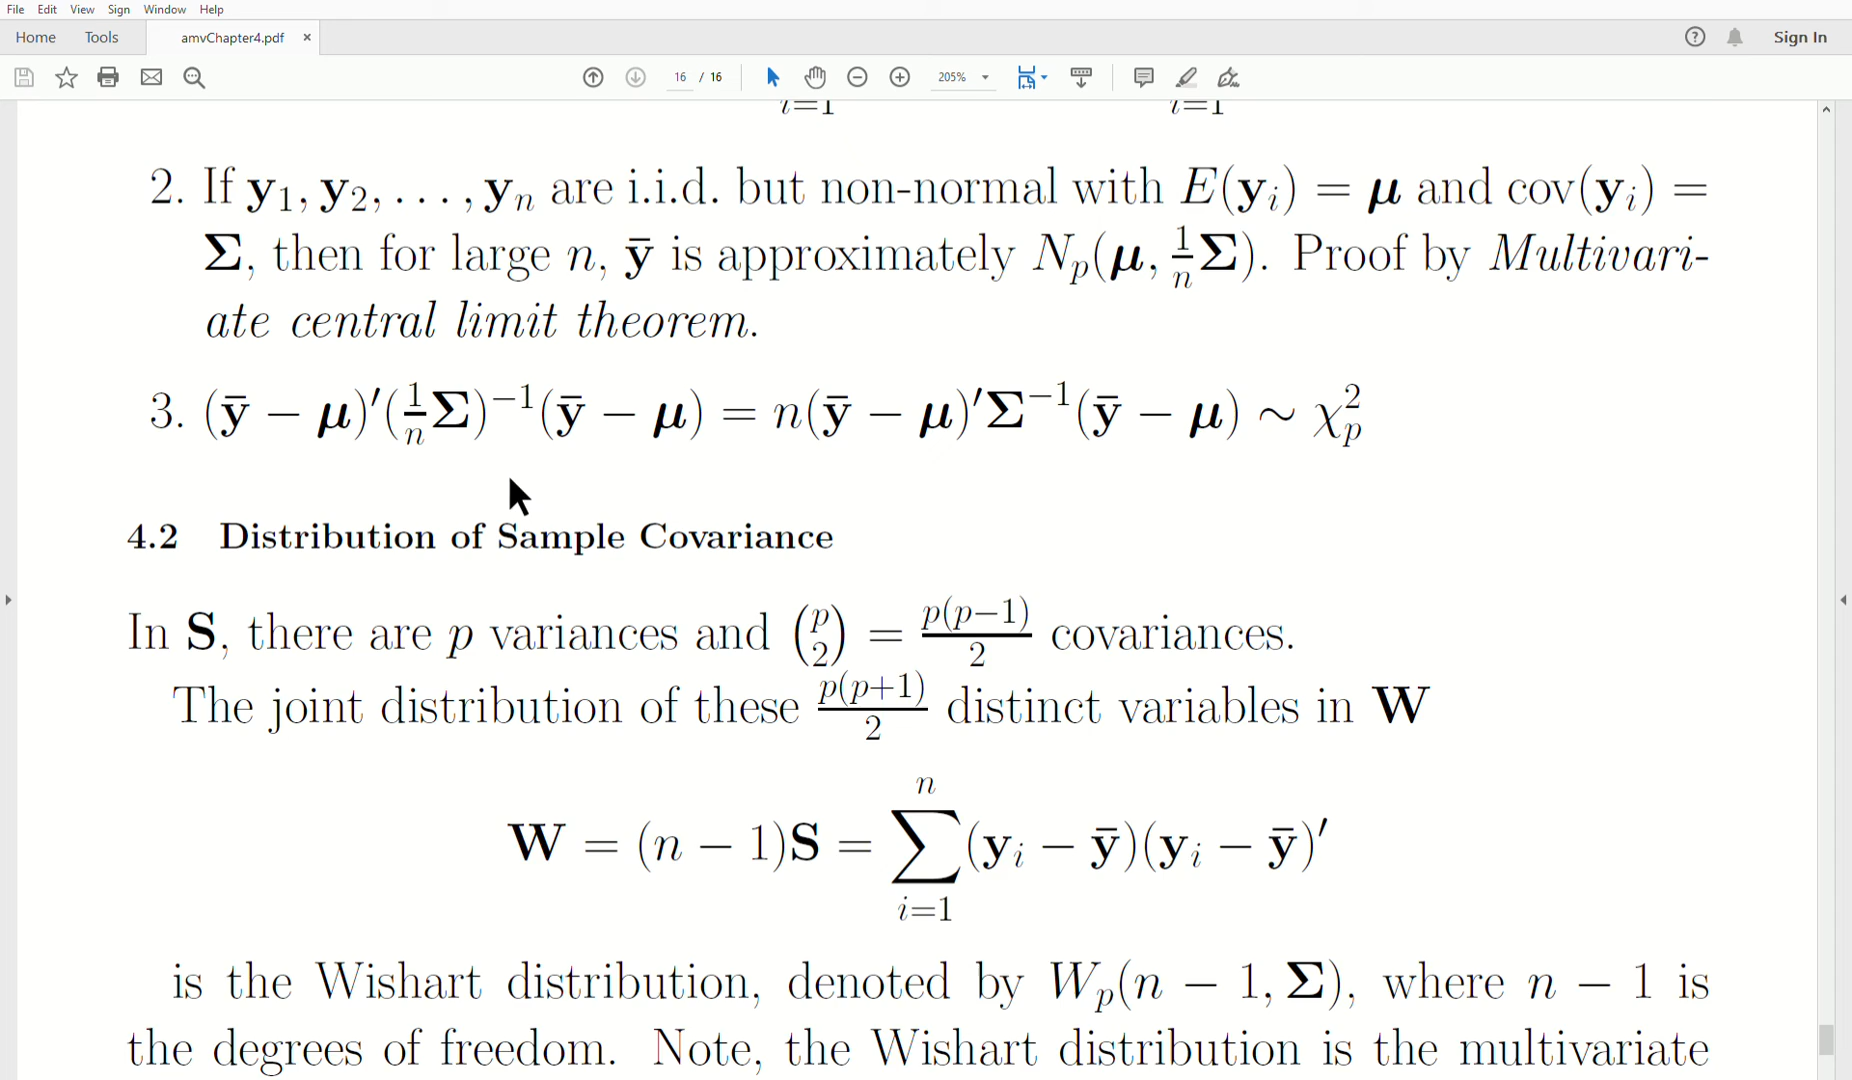 File Edit View Sign Window Help
Home Tools amvChapter4.pdf × ? Sign In
16 / 16 205%
i=1 i=1
2. If y₁, y₂, . . . , yₙ are i.i.d. but non-normal with E(yᵢ) = μ and cov(yᵢ) =
Σ, then for large n, ȳ is approximately Nₚ(μ, 1/n Σ). Proof by Multivari-
ate central limit theorem.
3. (ȳ − μ)′(1/n Σ)⁻¹(ȳ − μ) = n(ȳ − μ)′Σ⁻¹(ȳ − μ) ∼ χ²ₚ
4.2 Distribution of Sample Covariance
In S, there are p variances and (p 2) = p(p−1)/2 covariances.
The joint distribution of these p(p+1)/2 distinct variables in W
W = (n − 1)S = ∑ⁿᵢ₌₁ (yᵢ − ȳ)(yᵢ − ȳ)′
is the Wishart distribution, denoted by Wₚ(n − 1, Σ), where n − 1 is
the degrees of freedom. Note, the Wishart distribution is the multivariate